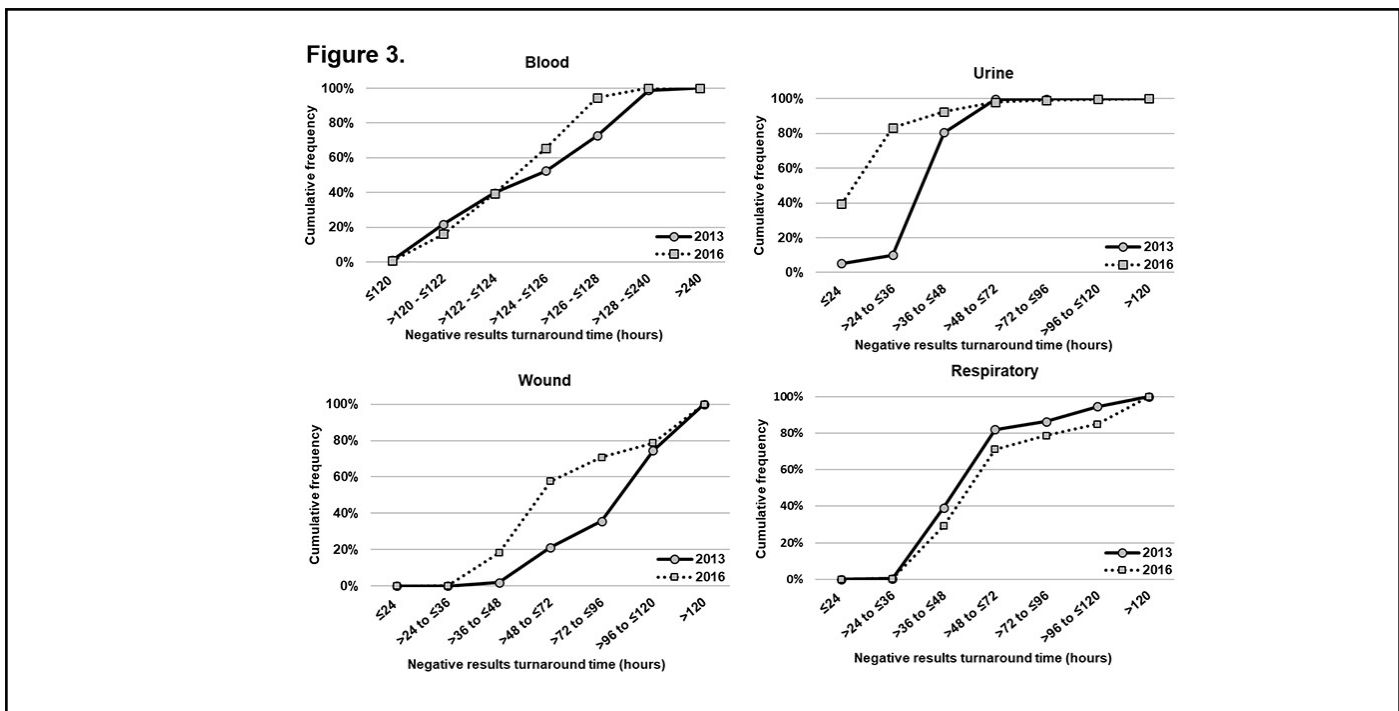 Figure 3.
Blood
Cumulative frequency
100%
80%
60%
40%
20%
0%
2013
2016
≤120
>120 - ≤122
>122 - ≤124
>124 - ≤126
>126 - ≤128
>128 - ≤240
>240
Negative results turnaround time (hours)
Urine
Cumulative frequency
100%
80%
60%
40%
20%
0%
2013
2016
≤24
>24 to ≤36
>36 to ≤48
>48 to ≤72
>72 to ≤96
>96 to ≤120
>120
Negative results turnaround time (hours)
Wound
Cumulative frequency
100%
80%
60%
40%
20%
0%
2013
2016
≤24
>24 to ≤36
>36 to ≤48
>48 to ≤72
>72 to ≤96
>96 to ≤120
>120
Negative results turnaround time (hours)
Respiratory
Cumulative frequency
100%
80%
60%
40%
20%
0%
2013
2016
≤24
>24 to ≤36
>36 to ≤48
>48 to ≤72
>72 to ≤96
>96 to ≤120
>120
Negative results turnaround time (hours)